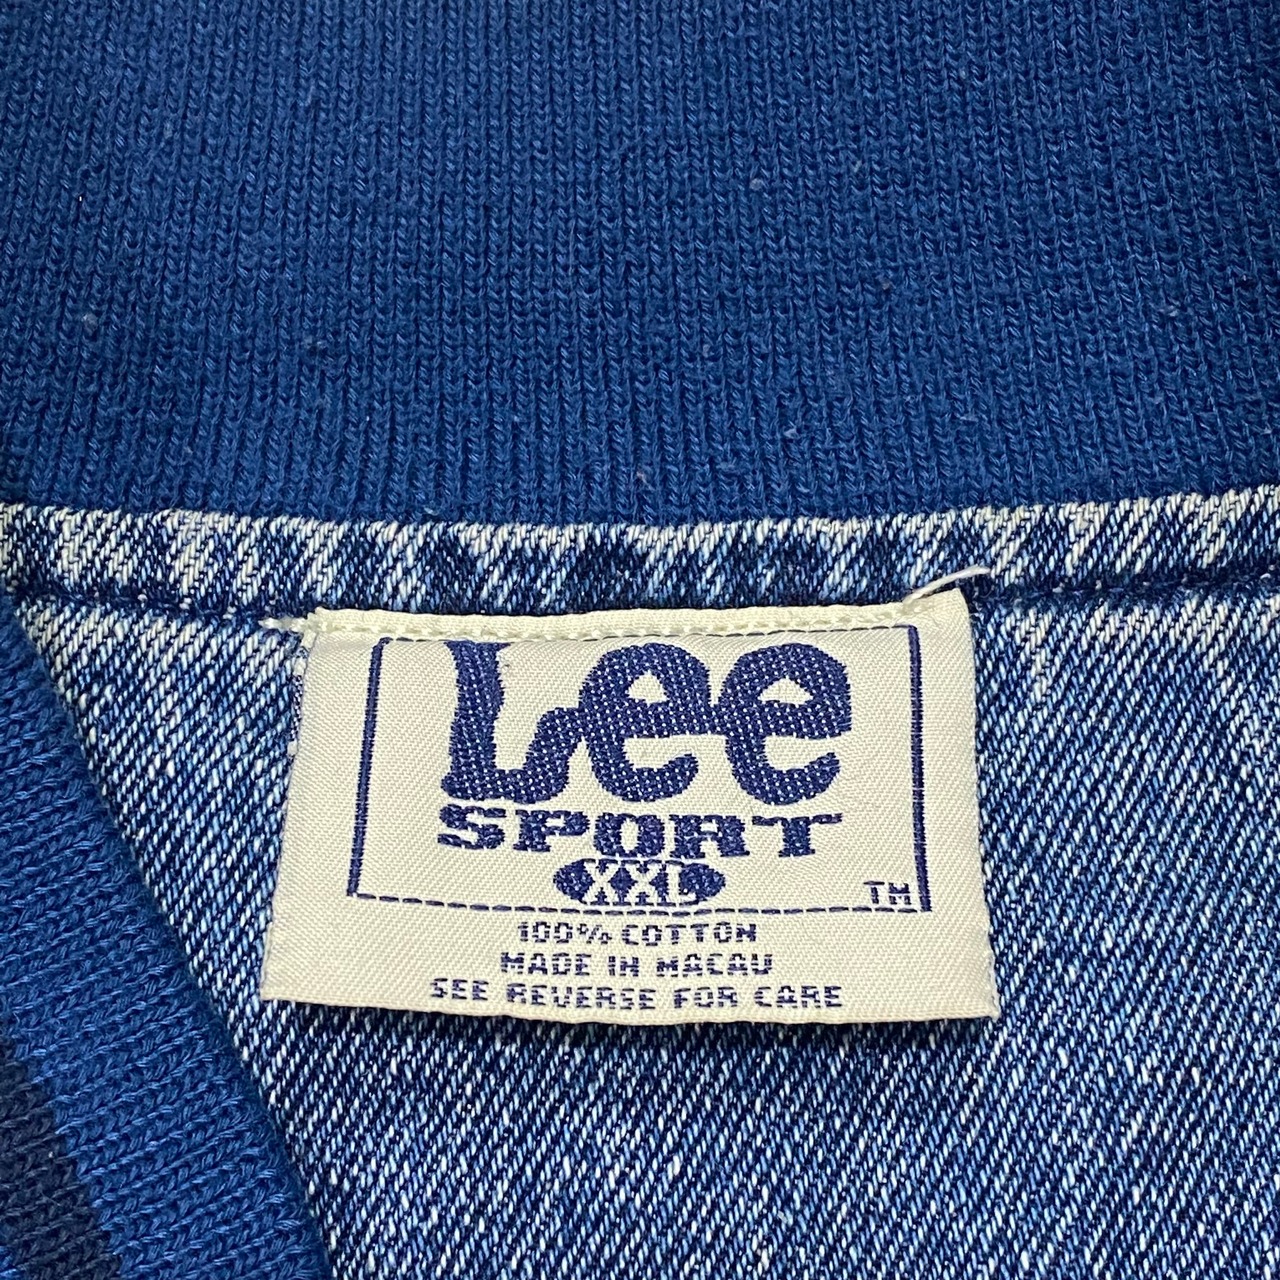 Lee
SPORT
XXL
TM
100% COTTON
MADE IN MACAU
SEE REVERSE FOR CARE